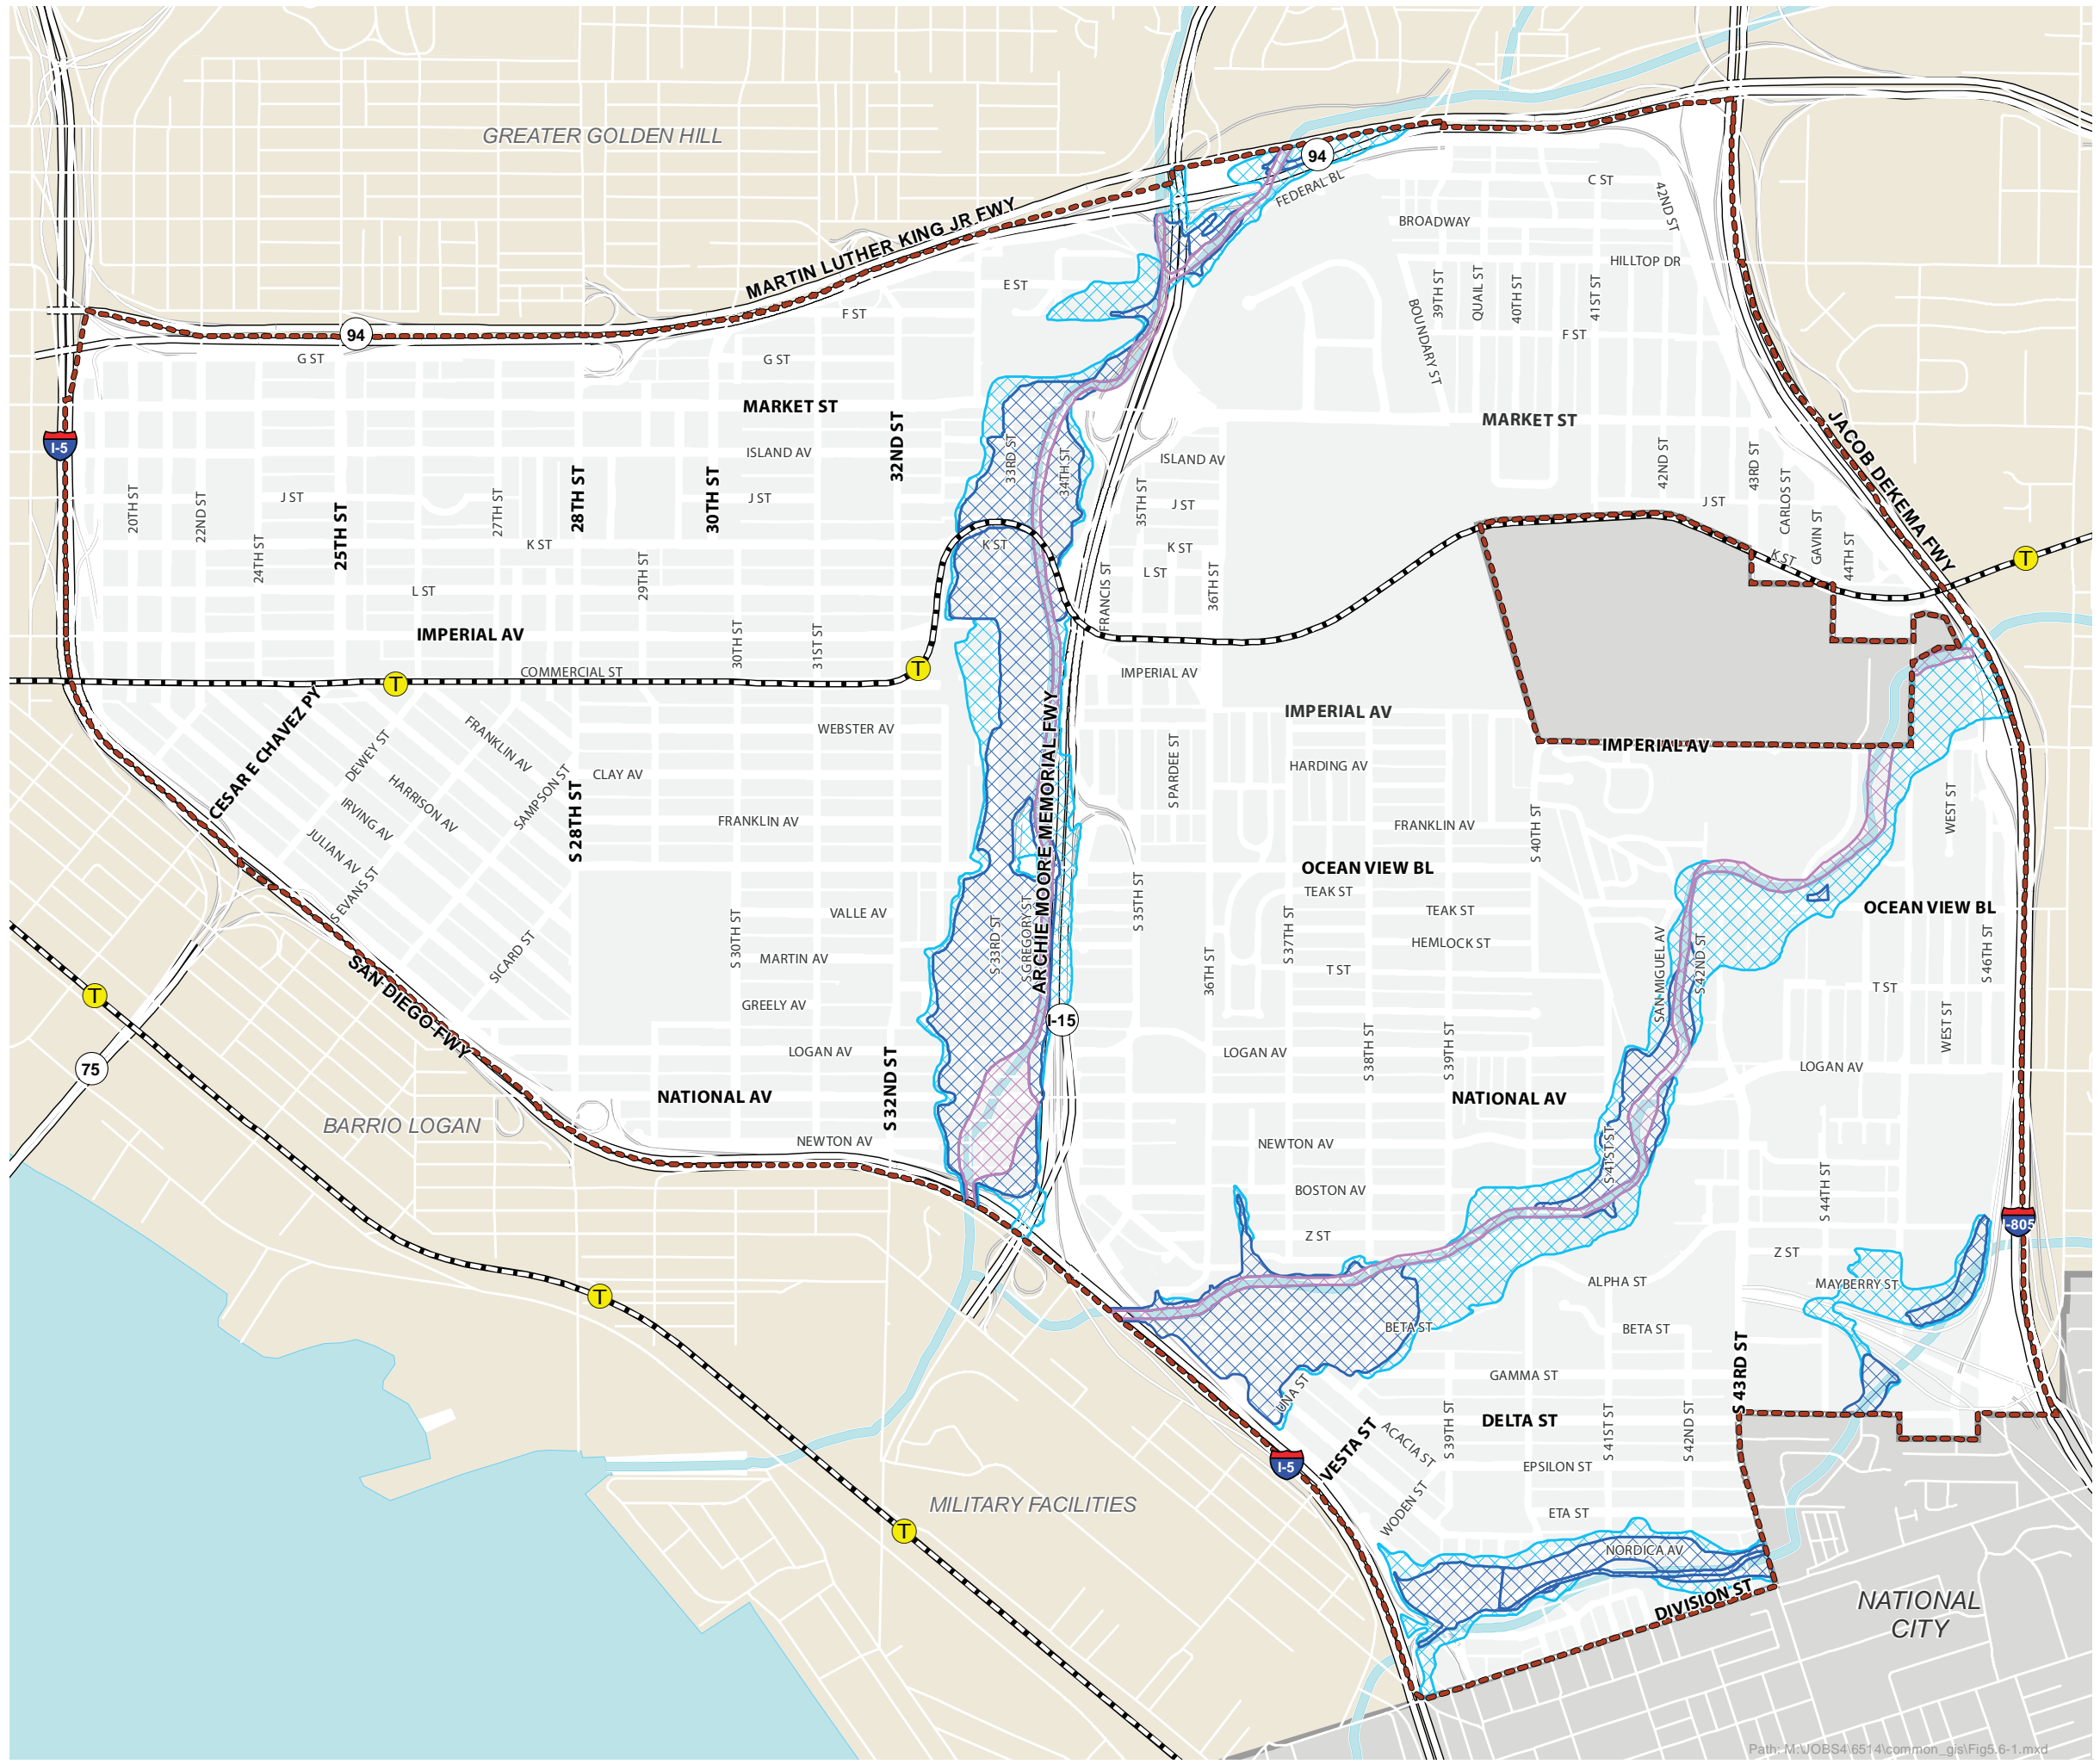 GREATER GOLDEN HILL
94
FEDERAL BL
C ST
42ND ST
BROADWAY
MARTIN LUTHER KING JR FWY
HILLTOP DR
E ST
39TH ST
QUAIL ST
40TH ST
41ST ST
F ST
BOUNDARY ST
94
F ST
G ST
G ST
MARKET ST
MARKET ST
JACOB DEKEMA FWY
I-5
32ND ST
ISLAND AV
33RD ST
34TH ST
ISLAND AV
42ND ST
43RD ST
CARLOS ST
20TH ST
22ND ST
J ST
25TH ST
27TH ST
28TH ST
30TH ST
J ST
35TH ST
J ST
J ST
GAVIN ST
44TH ST
24TH ST
K ST
29TH ST
K ST
K ST
K ST
T
L ST
L ST
FRANCIS ST
36TH ST
IMPERIAL AV
30TH ST
31ST ST
COMMERCIAL ST
T
T
IMPERIAL AV
CESAR E CHAVEZ PY
DEWEY ST
FRANKLIN AV
WEBSTER AV
ARCHIE MOORE MEMORIAL FWY
IMPERIAL AV
IMPERIAL AV
S PARDEE ST
HARRISON AV
SAMPSON ST
CLAY AV
HARDING AV
IRVING AV
S 28TH ST
FRANKLIN AV
FRANKLIN AV
S 40TH ST
WEST ST
JULIAN AV
S EVANS ST
OCEAN VIEW BL
TEAK ST
S 35TH ST
S 30TH ST
VALLE AV
S 33RD ST
S GREGORY ST
S 37TH ST
TEAK ST
OCEAN VIEW BL
SICARD ST
MARTIN AV
36TH ST
HEMLOCK ST
SAN MIGUEL AV
S 42ND ST
S 46TH ST
SAN DIEGO FWY
T ST
T ST
T
GREELY AV
I-15
WEST ST
75
LOGAN AV
LOGAN AV
S 38TH ST
S 39TH ST
LOGAN AV
NATIONAL AV
S 32ND ST
NATIONAL AV
BARRIO LOGAN
NEWTON AV
NEWTON AV
S 41ST ST
S 44TH ST
BOSTON AV
I-805
Z ST
Z ST
T
ALPHA ST
MAYBERRY ST
BETA ST
BETA ST
S 43RD ST
GAMMA ST
UNA ST
VESTA ST
ACACIA ST
S 39TH ST
DELTA ST
S 41ST ST
S 42ND ST
I-5
EPSILON ST
MILITARY FACILITIES
WODEN ST
ETA ST
T
NORDICA AV
DIVISION ST
NATIONAL
CITY
Path: M:\JOBS4\6514\common_gis\Fig5.6-1.mxd